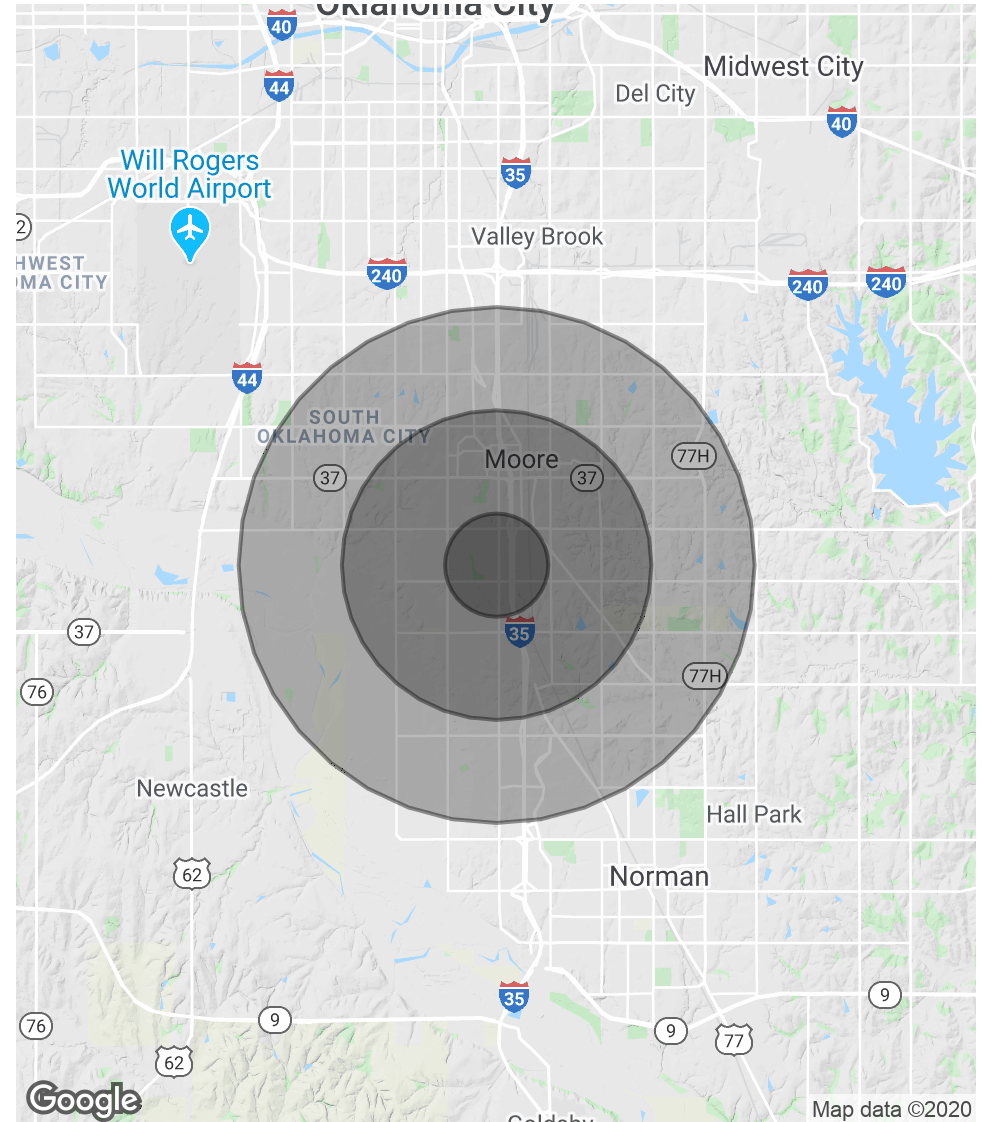 Oklahoma City
40
Midwest City
44
Del City
40
Will Rogers
World Airport
35
2
Valley Brook
HWEST
OMA CITY
240
240
240
44
SOUTH
OKLAHOMA CITY
Moore
77H
37
37
35
37
77H
76
Newcastle
Hall Park
62
Norman
35
9
76
9
9
77
62
Google
Map data ©2020
Goldsby